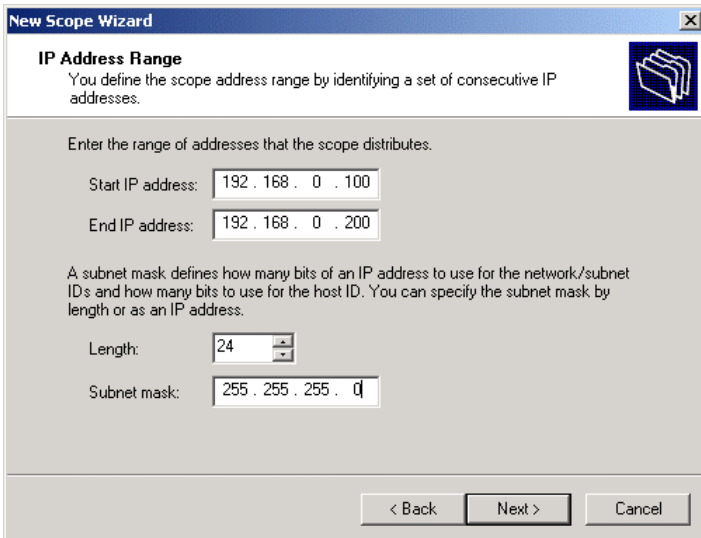 New Scope Wizard
IP Address Range
You define the scope address range by identifying a set of consecutive IP
addresses.
Enter the range of addresses that the scope distributes.
Start IP address: 192 . 168 . 0 . 100
End IP address: 192 . 168 . 0 . 200
A subnet mask defines how many bits of an IP address to use for the network/subnet
IDs and how many bits to use for the host ID. You can specify the subnet mask by
length or as an IP address.
Length: 24
Subnet mask: 255 . 255 . 255 . 0
< Back Next > Cancel